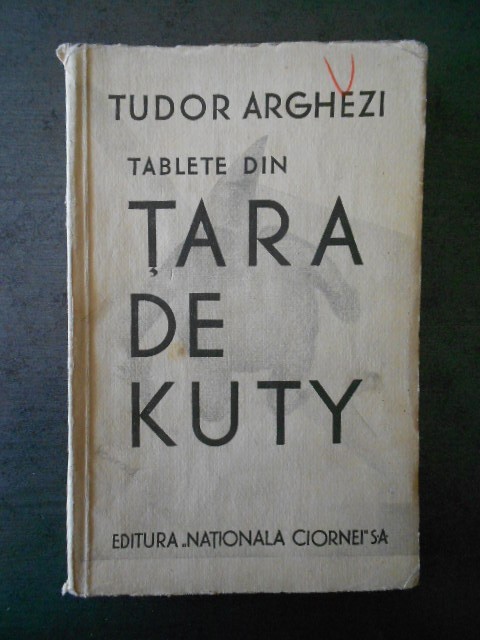 TUDOR ARGHEZI
TABLETE DIN
ȚARA
DE
KUTY
EDITURA „NAȚIONALA CIORNEI" SA